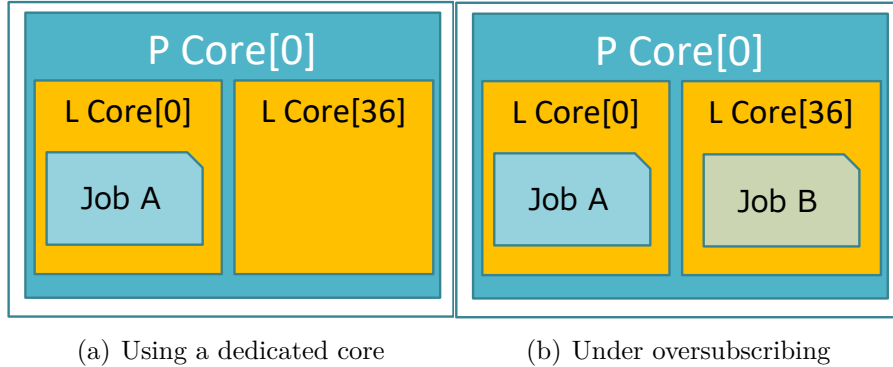 P Core[0]
L Core[0]
L Core[36]
Job A
P Core[0]
L Core[0]
L Core[36]
Job A
Job B
(a) Using a dedicated core
(b) Under oversubscribing